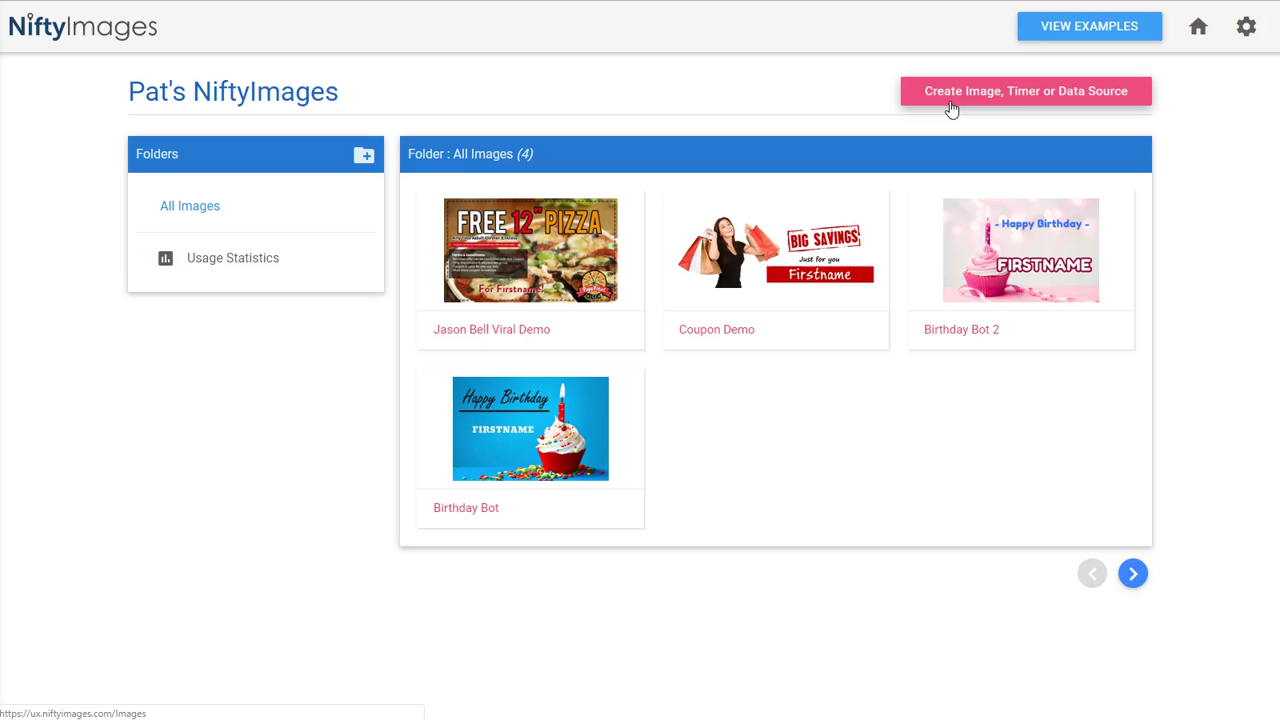 NiftyImages
VIEW EXAMPLES
Pat's NiftyImages
Create Image, Timer or Data Source
Folders
All Images
Usage Statistics
Folder : All Images (4)
FREE 12" PIZZA
For Firstname!
Jason Bell Viral Demo
BIG SAVINGS
Just for you
Firstname
Coupon Demo
- Happy Birthday -
FIRSTNAME
Birthday Bot 2
Happy Birthday
FIRSTNAME
Birthday Bot
https://ux.niftyimages.com/Images